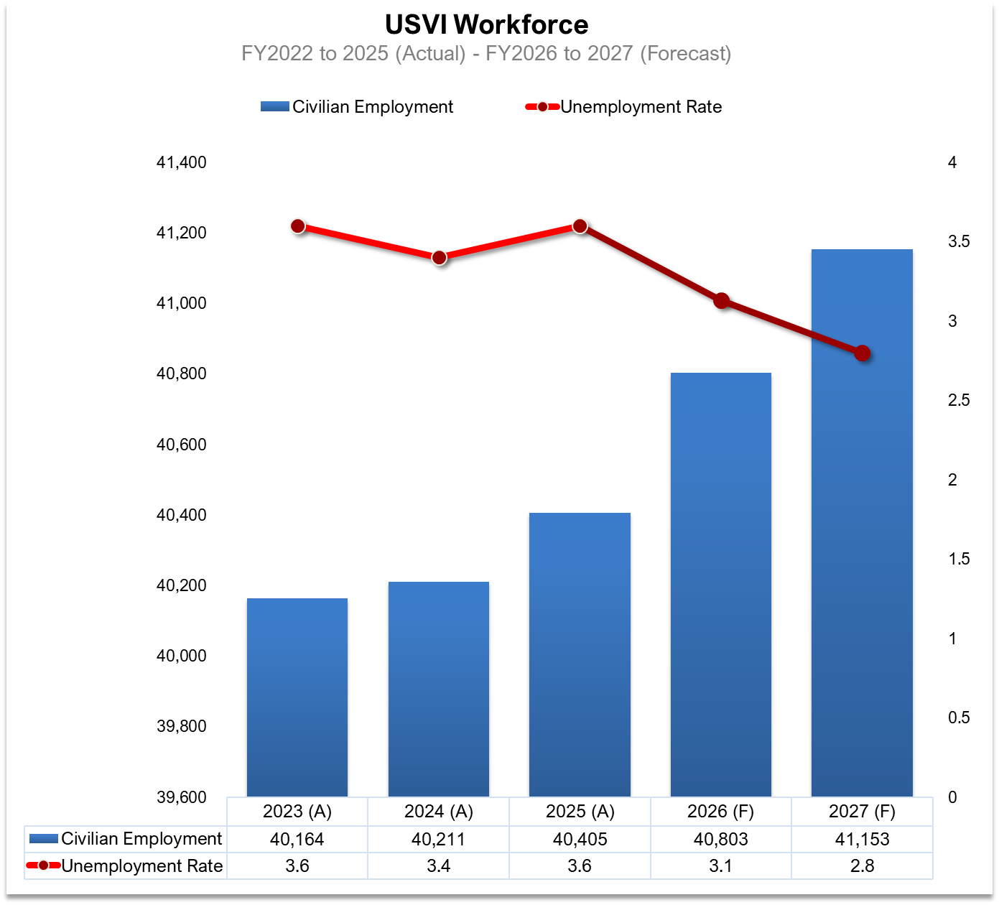 USVI Workforce
FY2022 to 2025 (Actual) - FY2026 to 2027 (Forecast)
Civilian Employment Unemployment Rate
41,400 4
41,200 3.5
41,000 3
40,800 2.5
40,600 2
40,400 1.5
40,200 1
40,000 0.5
39,800
39,600 0
2023 (A) 2024 (A) 2025 (A) 2026 (F) 2027 (F)
Civilian Employment 40,164 40,211 40,405 40,803 41,153
Unemployment Rate 3.6 3.4 3.6 3.1 2.8